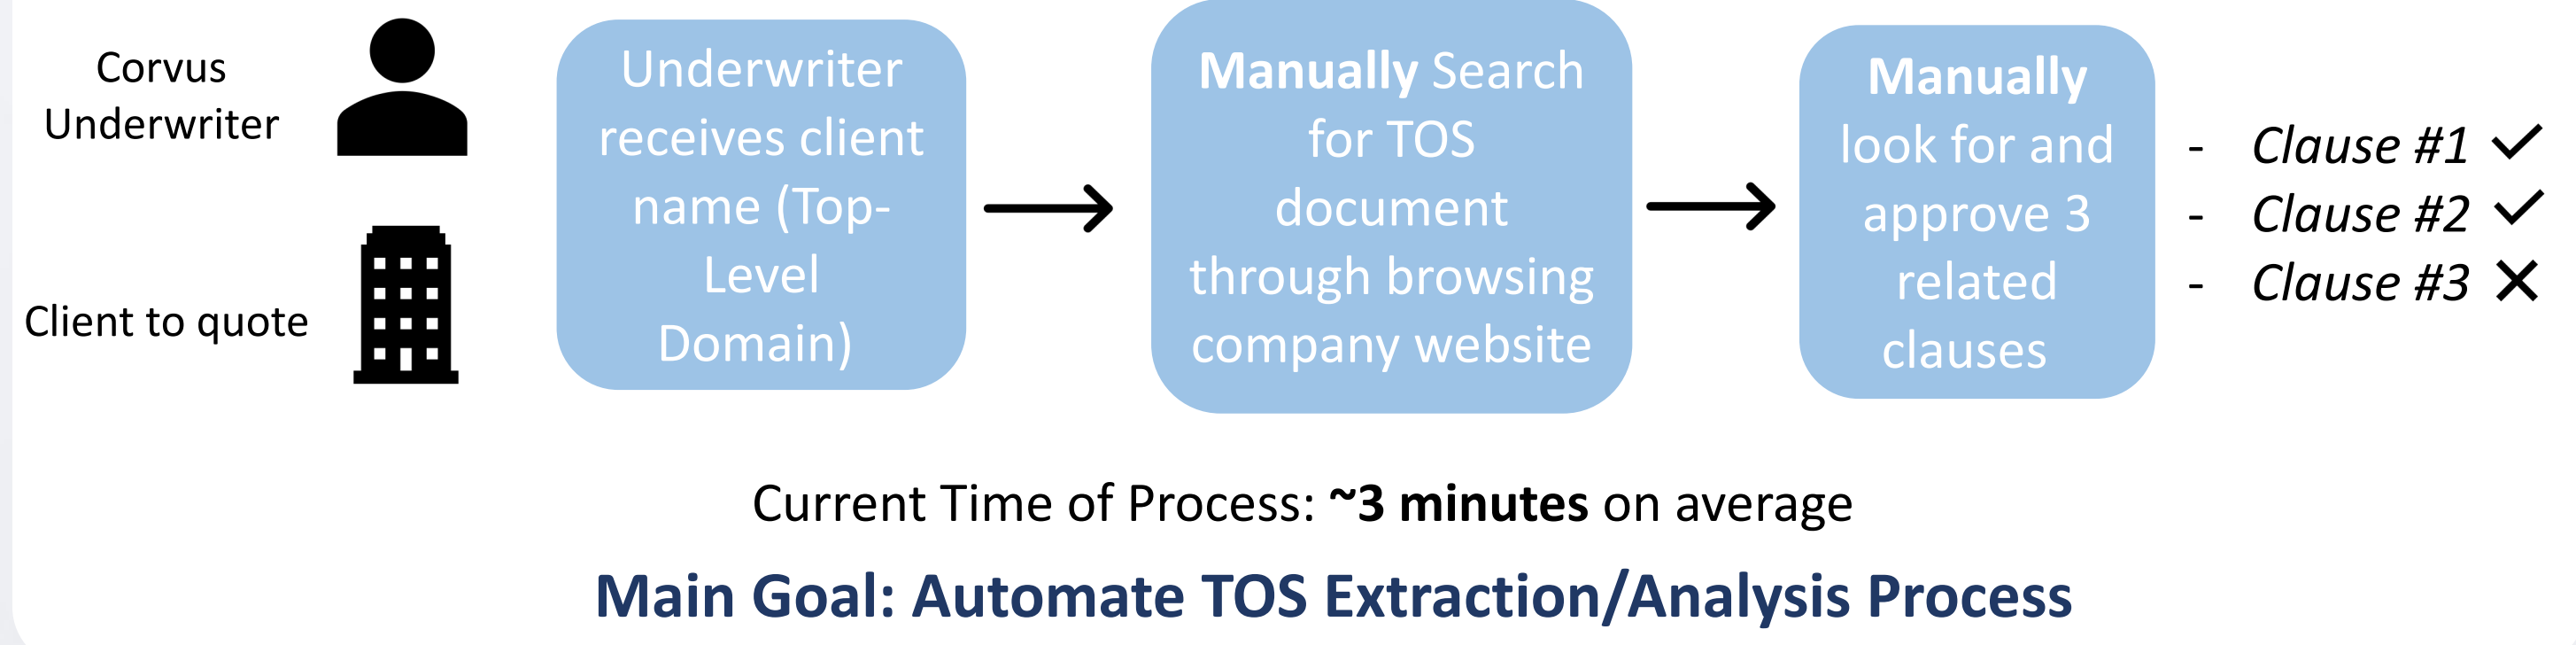 Corvus
Underwriter
Client to quote
Underwriter
receives client
name (Top-
Level
Domain)
Manually Search
for TOS
document
through browsing
company website
Manually
look for and
approve 3
related
clauses
- Clause #1 ✓
- Clause #2 ✓
- Clause #3 ✕
Current Time of Process: ~3 minutes on average
Main Goal: Automate TOS Extraction/Analysis Process